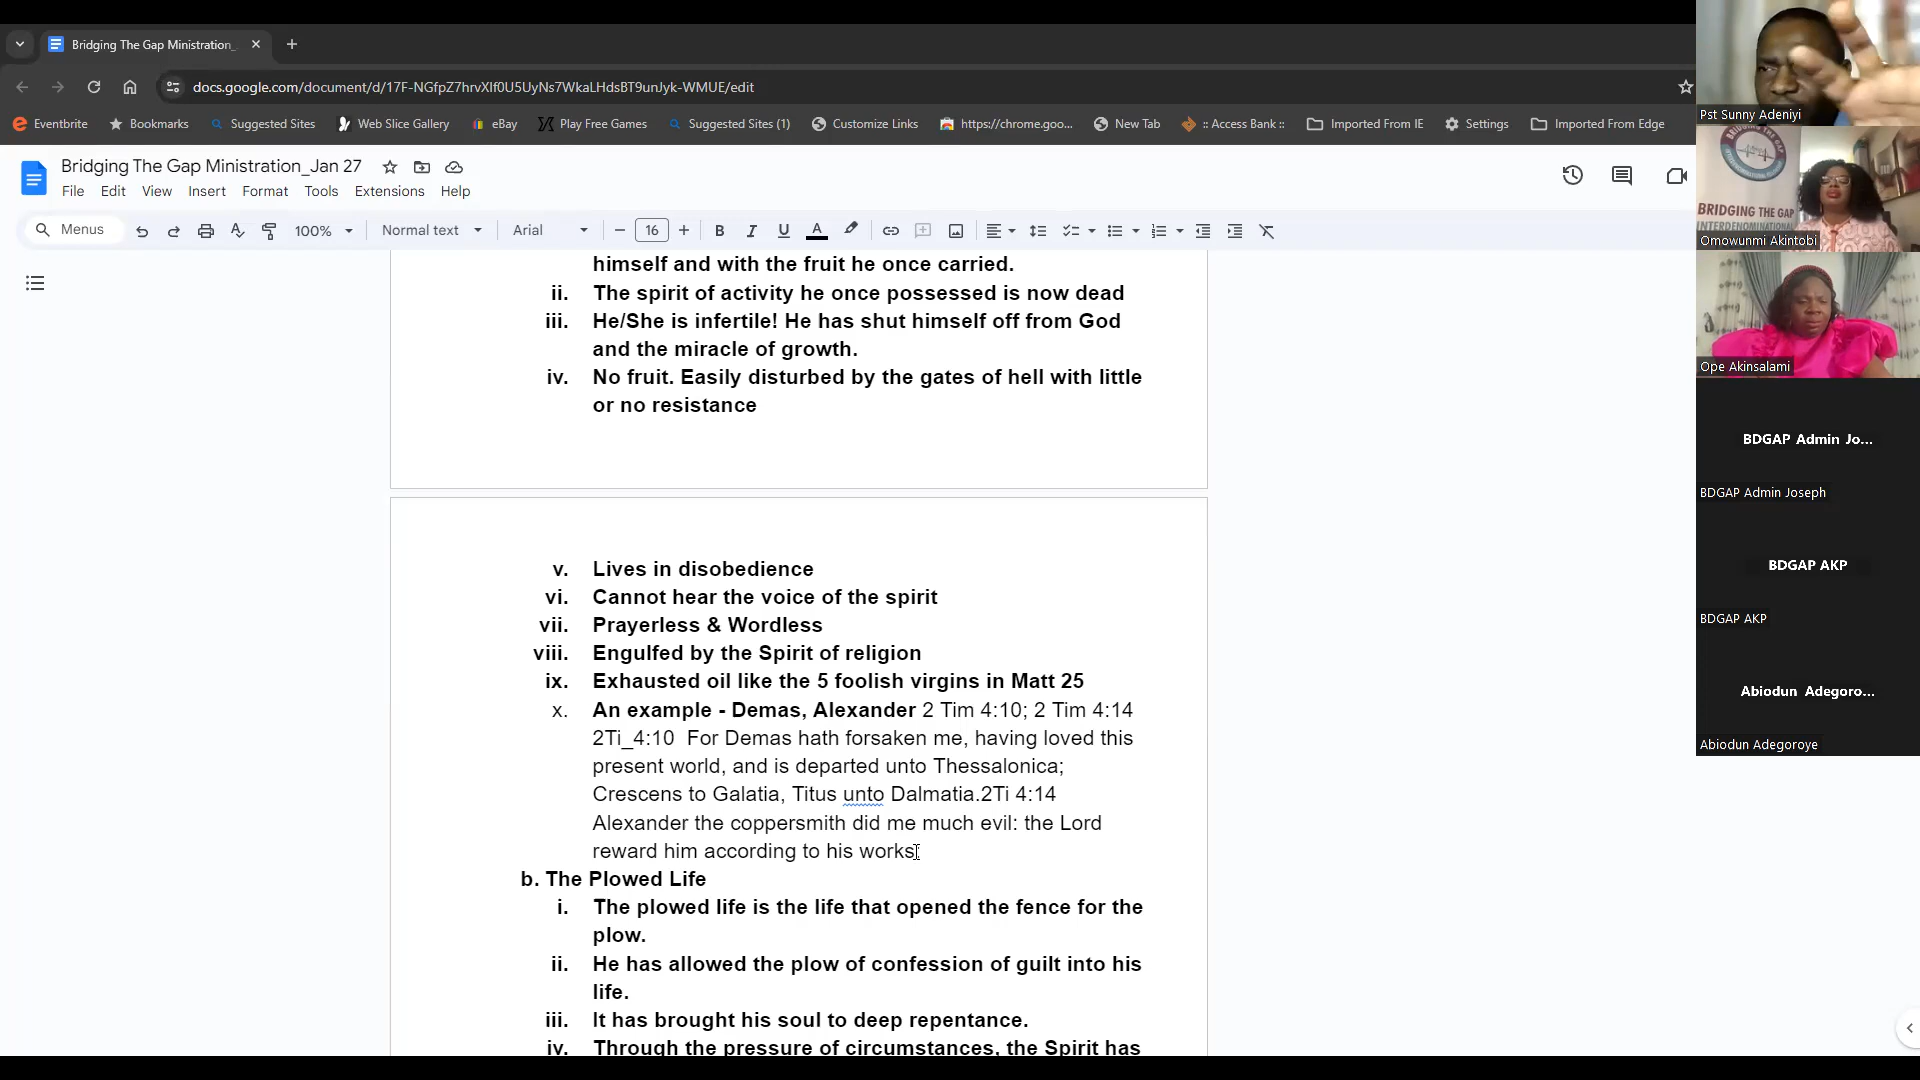 Bridging The Gap Ministration_
docs.google.com/document/d/17F-NGfpZ7hrvXIf0U5UyNs7WkaLHdsBT9unJyk-WMUE/edit
Eventbrite Bookmarks Suggested Sites Web Slice Gallery eBay Play Free Games Suggested Sites (1) Customize Links https://chrome.goo... New Tab :: Access Bank :: Imported From IE Settings Imported From Edge
Bridging The Gap Ministration_Jan 27
File Edit View Insert Format Tools Extensions Help
Menus 100% Normal text Arial 16 B I U A
himself and with the fruit he once carried.
ii. The spirit of activity he once possessed is now dead
iii. He/She is infertile! He has shut himself off from God
and the miracle of growth.
iv. No fruit. Easily disturbed by the gates of hell with little
or no resistance
v. Lives in disobedience
vi. Cannot hear the voice of the spirit
vii. Prayerless & Wordless
viii. Engulfed by the Spirit of religion
ix. Exhausted oil like the 5 foolish virgins in Matt 25
x. An example - Demas, Alexander 2 Tim 4:10; 2 Tim 4:14
2Ti_4:10 For Demas hath forsaken me, having loved this
present world, and is departed unto Thessalonica;
Crescens to Galatia, Titus unto Dalmatia.2Ti 4:14
Alexander the coppersmith did me much evil: the Lord
reward him according to his works
b. The Plowed Life
i. The plowed life is the life that opened the fence for the
plow.
ii. He has allowed the plow of confession of guilt into his
life.
iii. It has brought his soul to deep repentance.
iv. Through the pressure of circumstances, the Spirit has
Pst Sunny Adeniyi
BRIDGING THE GAP
INTERDENOMINATIONAL
Omowunmi Akintobi
Ope Akinsalami
BDGAP Admin Jo...
BDGAP Admin Joseph
BDGAP AKP
BDGAP AKP
Abiodun Adegoro...
Abiodun Adegoroye